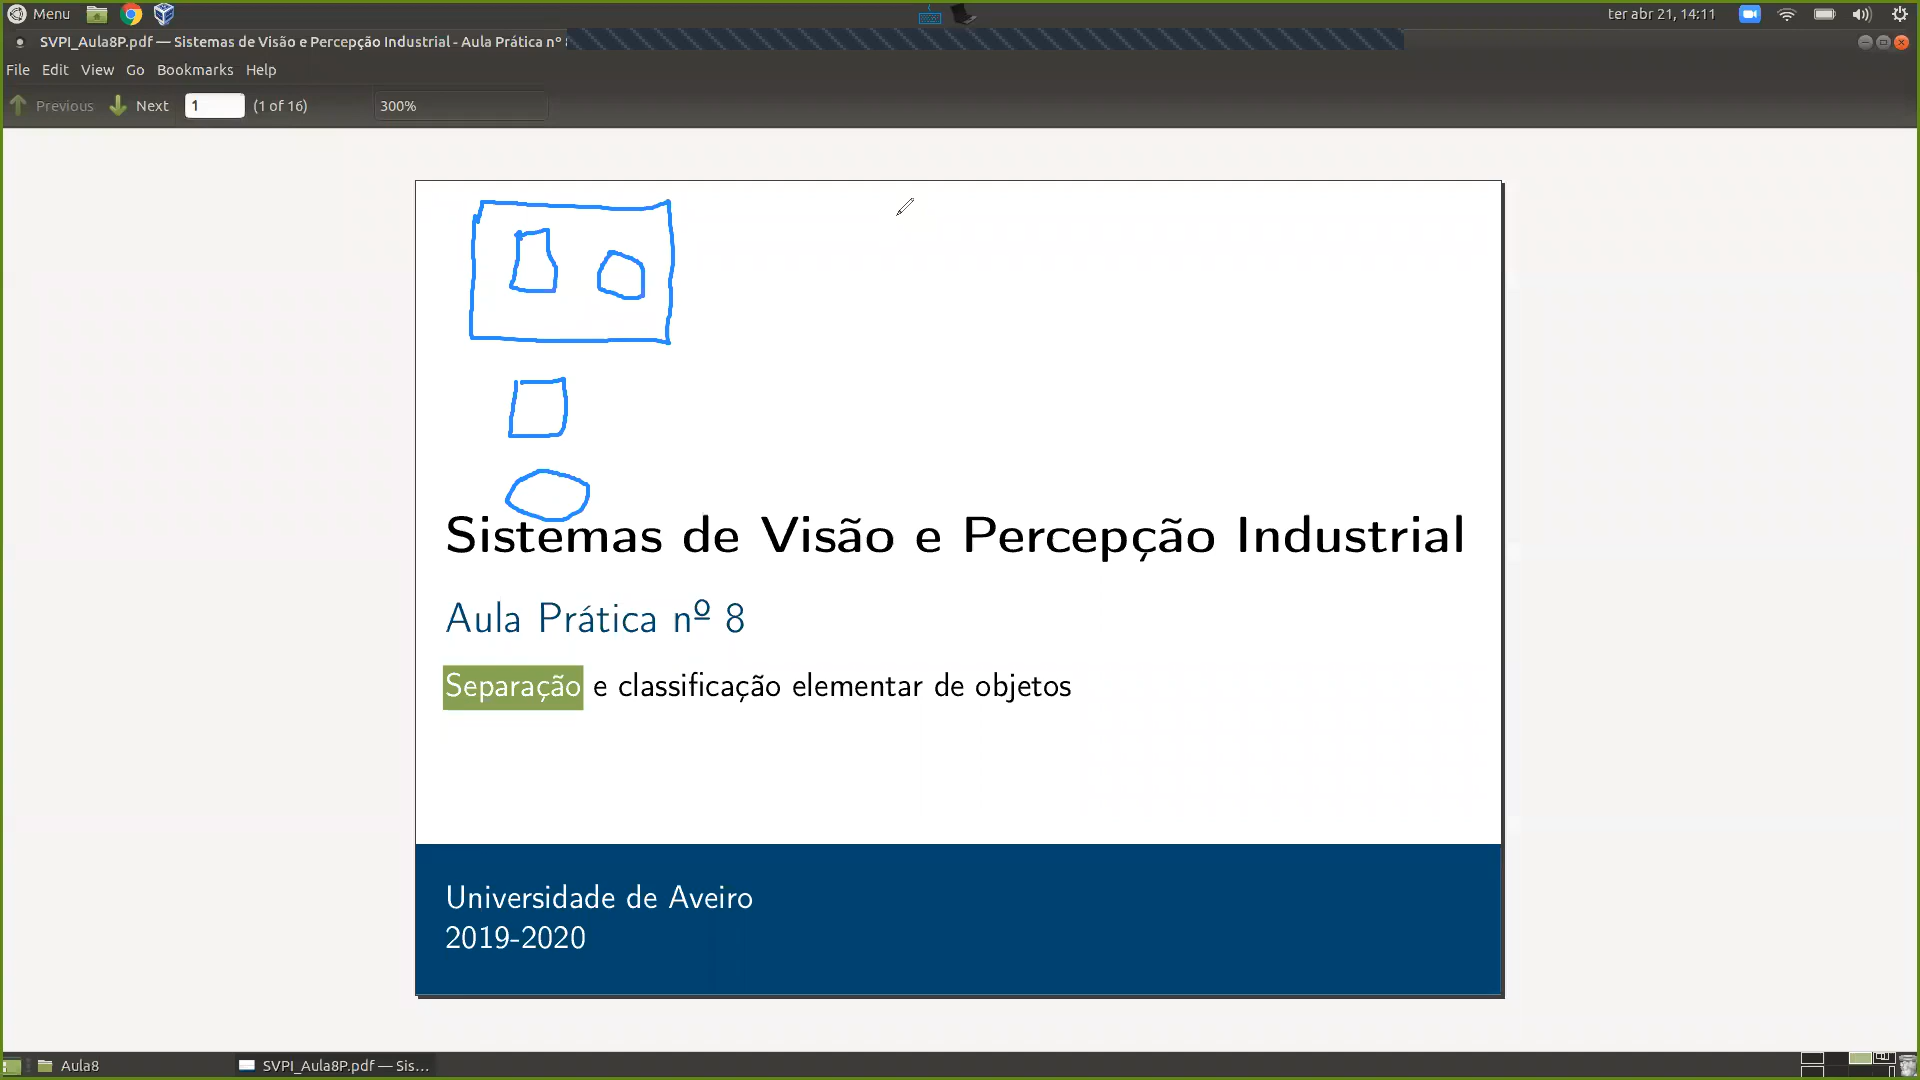 Menu
ter abr 21, 14:11
SVPI_Aula8P.pdf — Sistemas de Visão e Percepção Industrial - Aula Prática nº
File Edit View Go Bookmarks Help
Previous Next 1 (1 of 16) 300%
Sistemas de Visão e Percepção Industrial
Aula Prática nº 8
Separação e classificação elementar de objetos
Universidade de Aveiro
2019-2020
Aula8
SVPI_Aula8P.pdf — Sis...